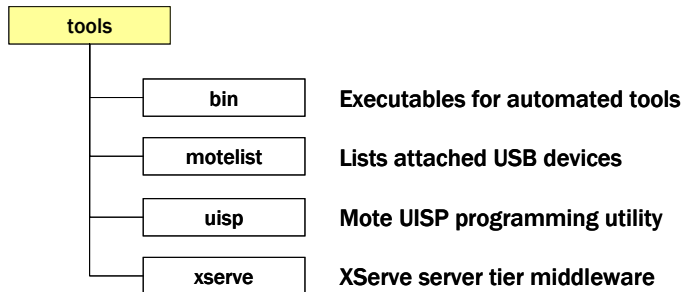 tools
bin Executables for automated tools
motelist Lists attached USB devices
uisp Mote UISP programming utility
xserve XServe server tier middleware